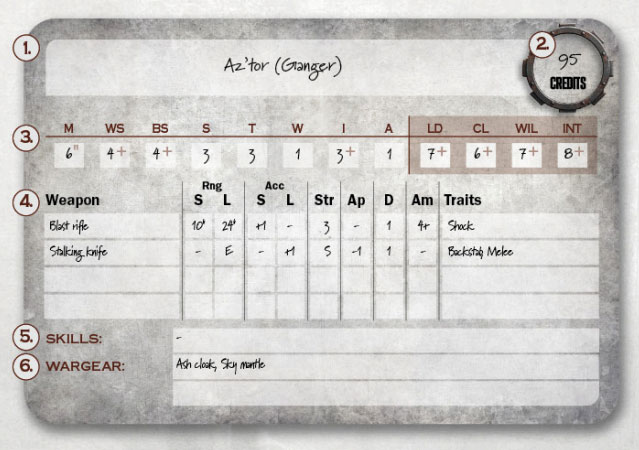 1.
Az'tor (Ganger)
2.
95
CREDITS
3.
M WS BS S T W I A LD CL WIL INT
6" 4+ 4+ 3 3 1 3+ 1 7+ 6+ 7+ 8+
Rng Acc
4. Weapon S L S L Str Ap D Am Traits
Blast rifle 10" 24" +1 - 3 - 1 4+ Shock
Stalking knife - E - +1 S -1 1 - Backstab, Melee
5. SKILLS: -
6. WARGEAR: Ash cloak, Sky mantle